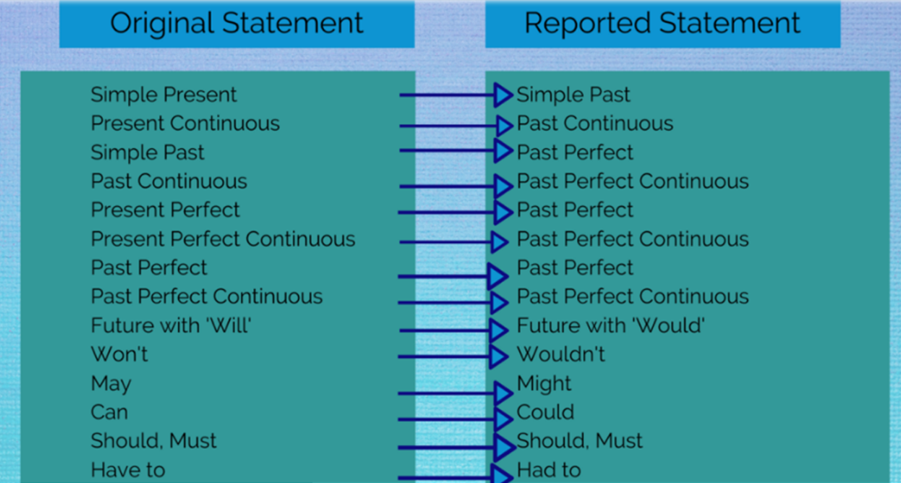 Original Statement Reported Statement
Simple Present Simple Past
Present Continuous Past Continuous
Simple Past Past Perfect
Past Continuous Past Perfect Continuous
Present Perfect Past Perfect
Present Perfect Continuous Past Perfect Continuous
Past Perfect Past Perfect
Past Perfect Continuous Past Perfect Continuous
Future with 'Will' Future with 'Would'
Won't Wouldn't
May Might
Can Could
Should, Must Should, Must
Have to Had to